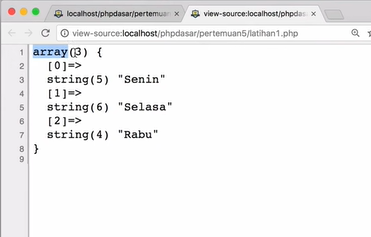 localhost/phpdasar/pertemuan5
view-source:localhost/phpdas
view-source:localhost/phpdasar/pertemuan5/latihan1.php
1 array(3) {
2 [0]=>
3 string(5) "Senin"
4 [1]=>
5 string(6) "Selasa"
6 [2]=>
7 string(4) "Rabu"
8 }
9